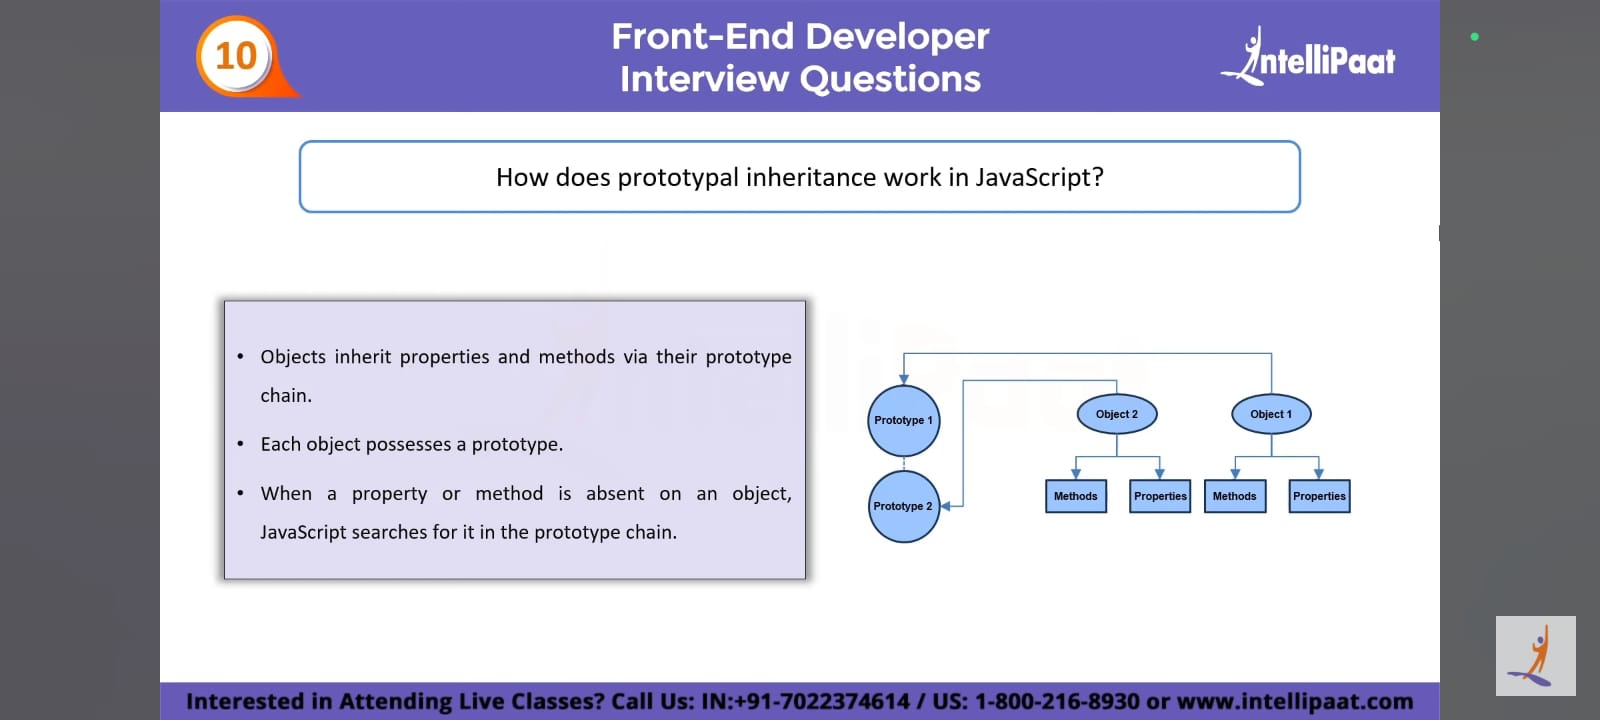 10
Front-End Developer
Interview Questions
IntelliPaat
How does prototypal inheritance work in JavaScript?
• Objects inherit properties and methods via their prototype
chain.
• Each object possesses a prototype.
• When a property or method is absent on an object,
JavaScript searches for it in the prototype chain.
Prototype 1
Object 2
Object 1
Prototype 2
Methods
Properties
Methods
Properties
Interested in Attending Live Classes? Call Us: IN:+91-7022374614 / US: 1-800-216-8930 or www.intellipaat.com